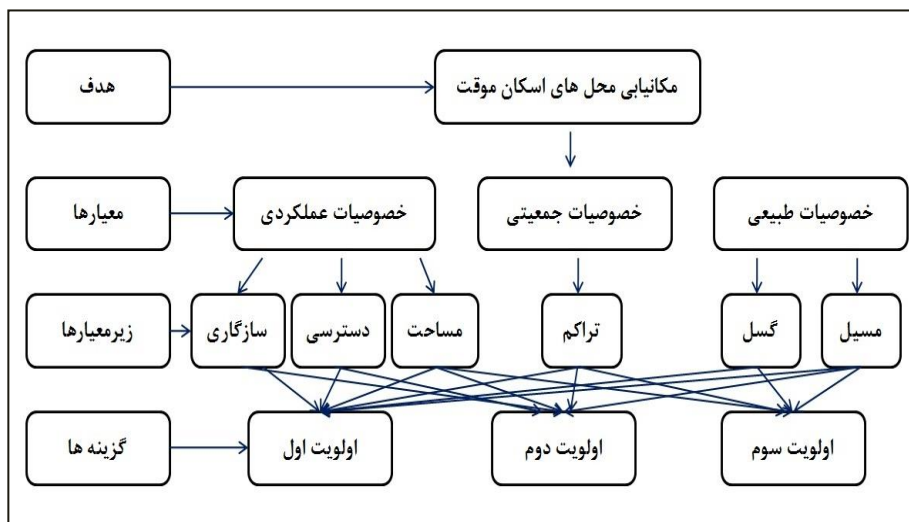 هدف
مکانیابی محل های اسکان موقت
معیارها
خصوصیات عملکردی
خصوصیات جمعیتی
خصوصیات طبیعی
زیرمعیارها
سازگاری
دسترسی
مساحت
تراکم
گسل
مسیل
گزینه ها
اولویت اول
اولویت دوم
اولویت سوم